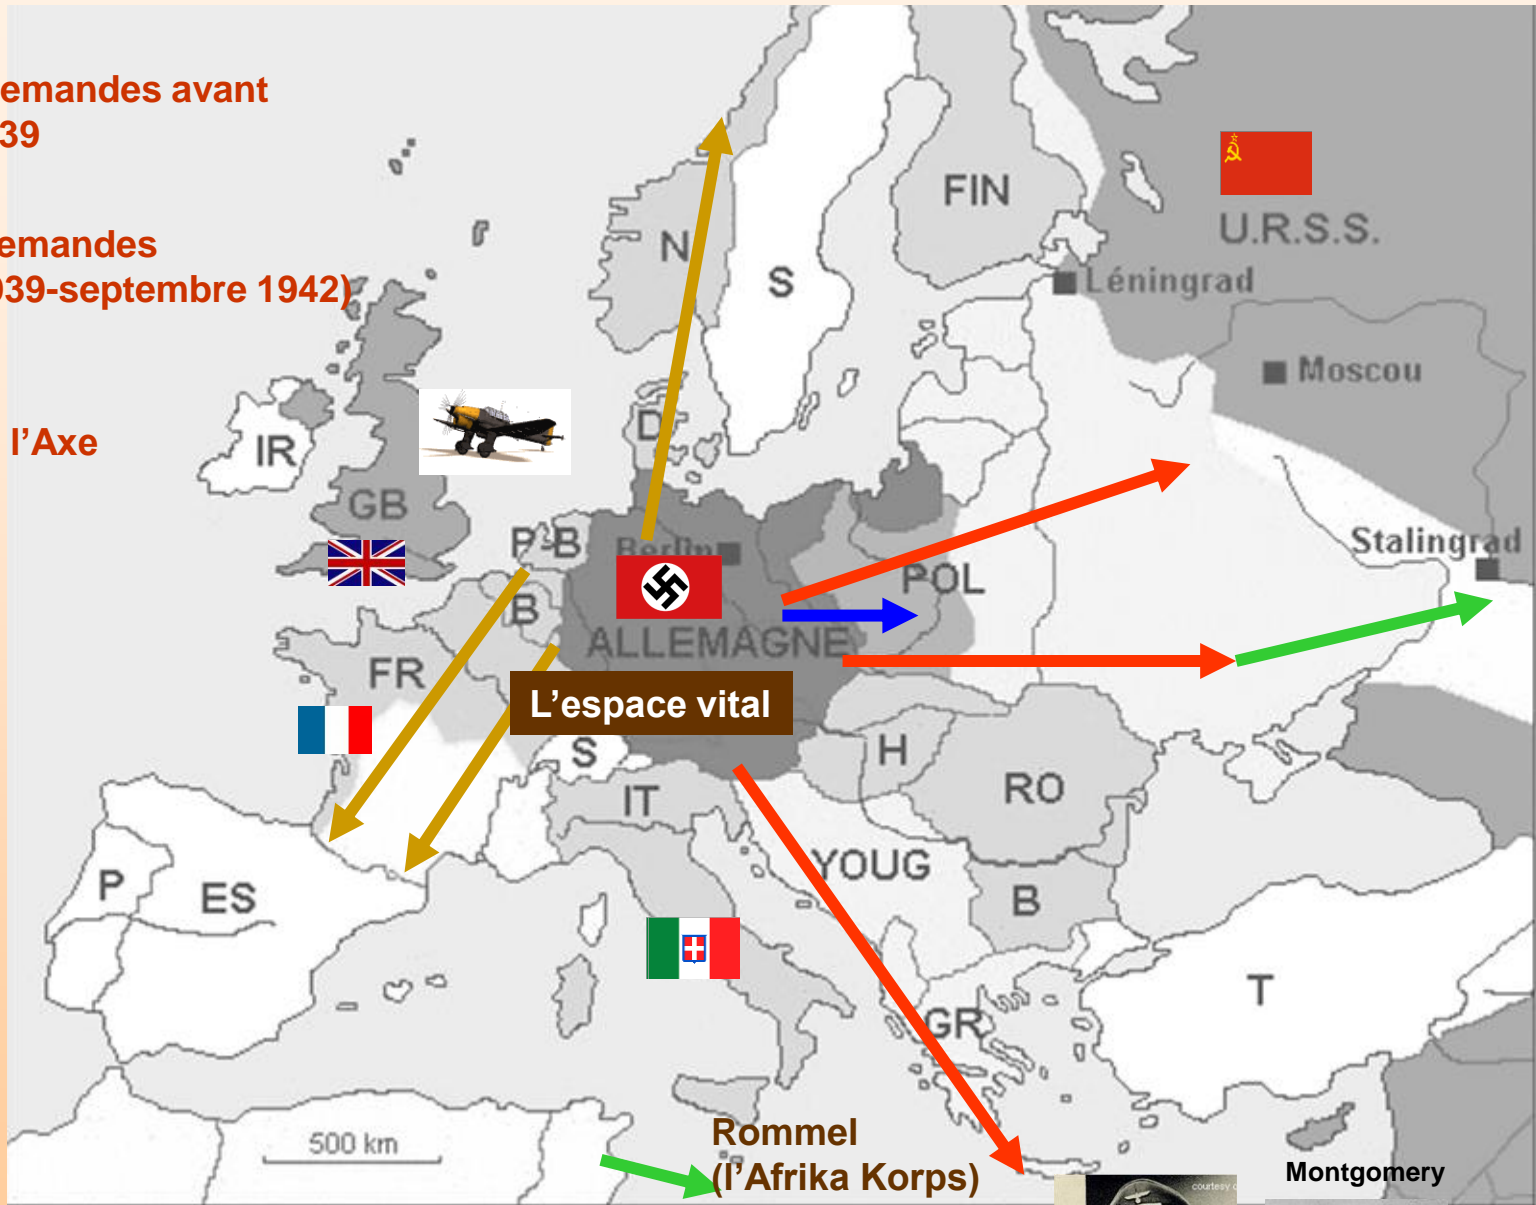 emandes avant
39
emandes
039-septembre 1942)
l'Axe
FIN
U.R.S.S.
N
S
Léningrad
Moscou
D
IR
GB
P-B
Berlin
Stalingrad
POL
B
ALLEMAGNE
FR
L'espace vital
S
H
IT
RO
YOUG
P
ES
B
T
GR
500 km
Rommel
(l'Afrika Korps)
Montgomery
courtesy